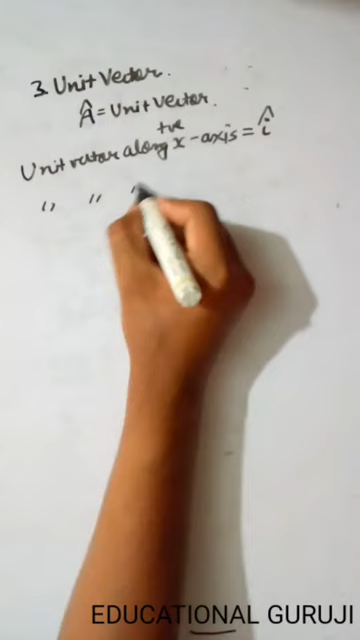 3. Unit Vector.
Â = Unit vector.
Unit vector along +ve x-axis = î
" " "
EDUCATIONAL GURUJI